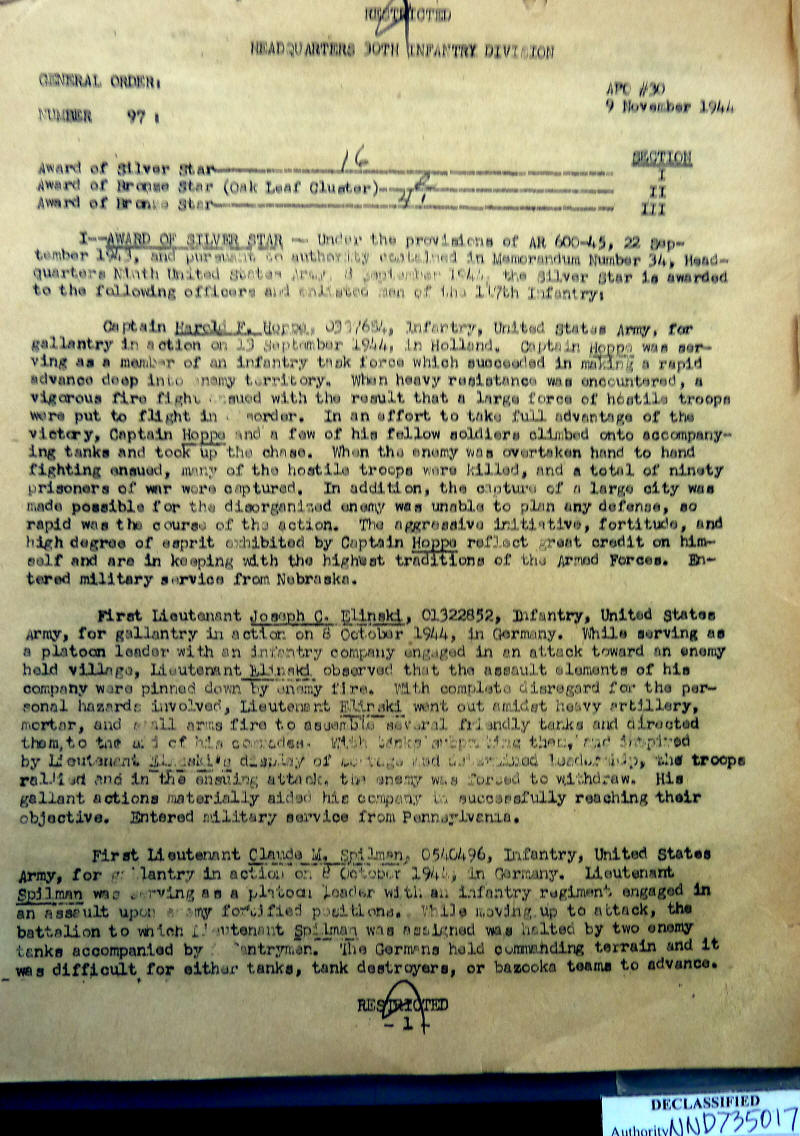 RESTRICTED
HEADQUARTERS 30TH INFANTRY DIVISION
GENERAL ORDER:
APO #30
9 November 1944
NUMBER 97 :
SECTION
Award of Silver Star 16 I
Award of Bronze Star (Oak Leaf Cluster) II
Award of Bronze Star III
I--AWARD OF SILVER STAR -- Under the provisions of AR 600-45, 22 Sep-
tember 1943, and pursuant to authority contained in Memorandum Number 34, Head-
quarters Ninth United States Army, September 1944, the Silver Star is awarded
to the following officers and enlisted men of the 117th Infantry:
Captain Harold F. Hoppe, Infantry, United States Army, for
gallantry in action on 13 September 1944, in Holland. Captain Hoppe was ser-
ving as a member of an infantry task force which succeeded in making a rapid
advance deep into enemy territory. When heavy resistance was encountered, a
vigorous fire fight ensued with the result that a large force of hostile troops
were put to flight in In an effort to take full advantage of the
victory, Captain Hoppe and a few of his fellow soldiers climbed onto accompany-
ing tanks and took up the chase. When the enemy was overtaken hand to hand
fighting ensued, many of the hostile troops were killed, and a total of ninety
prisoners of war were captured. In addition, the capture of a large city was
made possible for the disorganized enemy was unable to plan any defense, so
rapid was the course of the action. The aggressive initiative, fortitude, and
high degree of esprit exhibited by Captain Hoppe reflect great credit on him-
self and are in keeping with the highest traditions of the Armed Forces. En-
tered military service from Nebraska.
First Lieutenant Joseph C. Elinski, 01322852, Infantry, United States
Army, for gallantry in action on 8 October 1944, in Germany. While serving as
a platoon leader with an infantry company engaged in an attack toward an enemy
held village, Lieutenant Elinski observed that the assault elements of his
company were pinned down by enemy fire. With complete disregard for the per-
sonal hazards involved, Lieutenant Elinski went out amidst heavy artillery,
mortar, and small arms fire to assemble several friendly tanks and directed
them, to the aid of his comrades. With tanks supporting them, and inspired
by Lieutenant Elinski's display of courage and determined leadership, the troops
rallied and in the ensuing attack, the enemy was forced to withdraw. His
gallant actions materially aided his company in successfully reaching their
objective. Entered military service from Pennsylvania.
First Lieutenant Claude M. Spilman, 0540496, Infantry, United States
Army, for gallantry in action on 8 October 1944, in Germany. Lieutenant
Spilman was serving as a platoon leader with an infantry regiment engaged in
an assault upon enemy fortified positions. While moving up to attack, the
battalion to which Lieutenant Spilman was assigned was halted by two enemy
tanks accompanied by infantrymen. The Germans held commanding terrain and it
was difficult for either tanks, tank destroyers, or bazooka teams to advance.
RESTRICTED
- 1 -
DECLASSIFIED
Authority NND735017